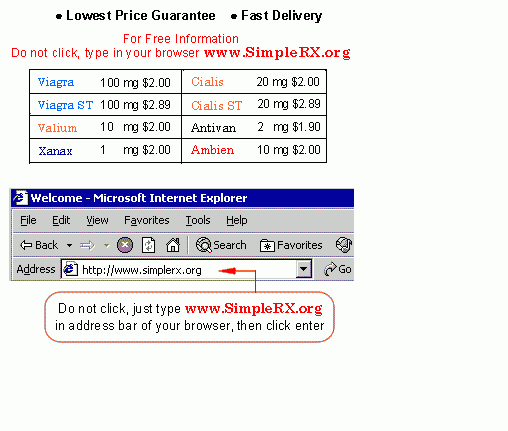 ● Lowest Price Guarantee ● Fast Delivery
For Free Information
Do not click, type in your browser www.SimpleRX.org
Viagra 100 mg $2.00 Cialis 20 mg $2.00
Viagra ST 100 mg $2.89 Cialis ST 20 mg $2.89
Valium 10 mg $2.00 Antivan 2 mg $1.90
Xanax 1 mg $2.00 Ambien 10 mg $2.00
Welcome - Microsoft Internet Explorer
File Edit View Favorites Tools Help
Back Search Favorites
Address http://www.simplerx.org Go
Do not click, just type www.SimpleRX.org
in address bar of your browser, then click enter